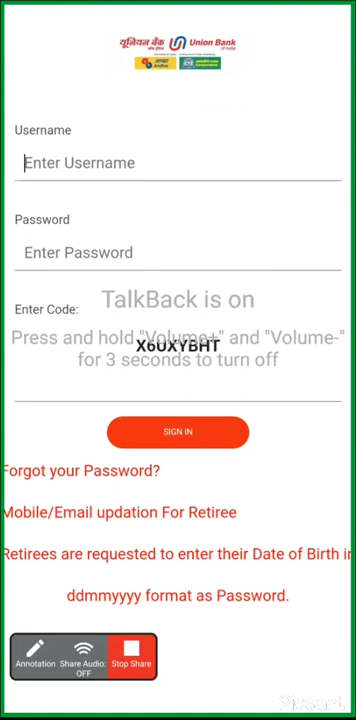 यूनियन बैंक Union Bank
of India
Username
Enter Username
Password
Enter Password
Enter Code:
TalkBack is on
Press and hold "Volume+" and "Volume-"
X6UXYBHT
for 3 seconds to turn off
SIGN IN
Forgot your Password?
Mobile/Email updation For Retiree
Retirees are requested to enter their Date of Birth in
ddmmyyyy format as Password.
Annotation
Share Audio:
OFF
Stop Share